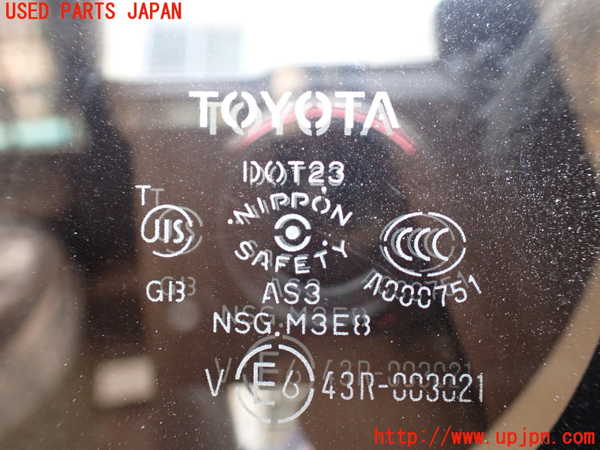 USED PARTS JAPAN
TOYOTA
DOT23
T
JIS
·NIPPON·
SAFETY
CCC
GB
AS3
A000751
NSG.M3E8
V E6 43R-003021
http://www.upjpn.com